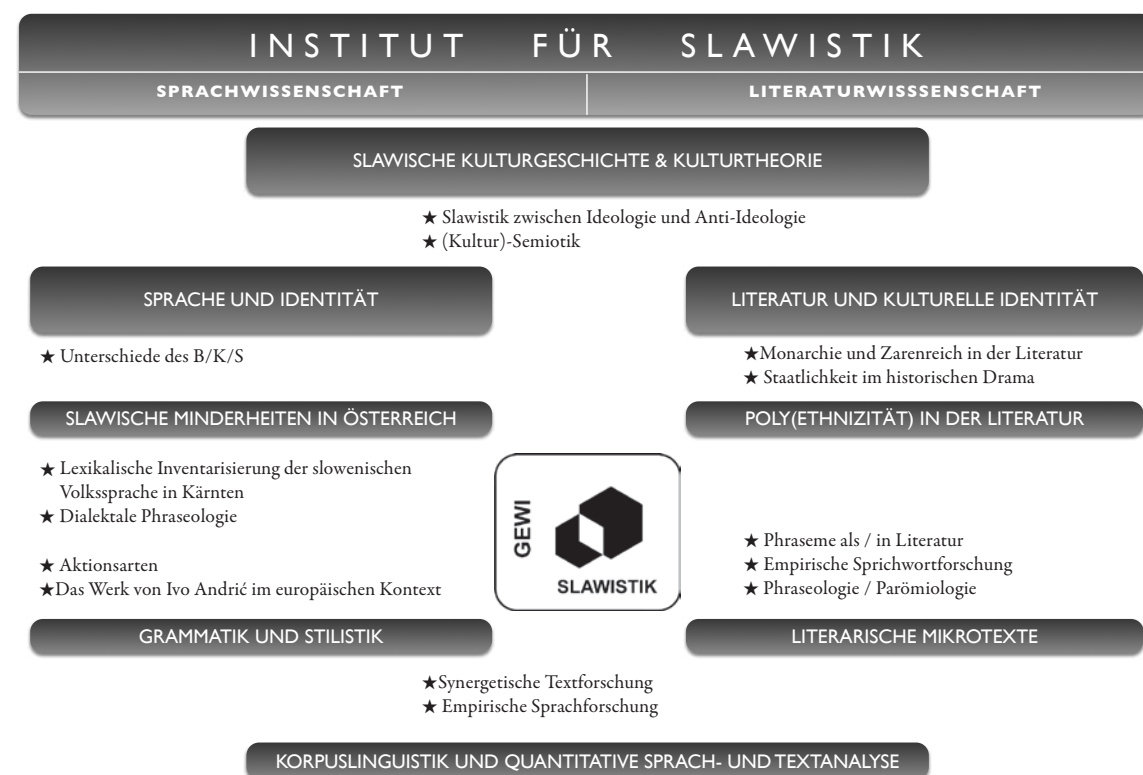 INSTITUT FÜR SLAWISTIK
SPRACHWISSENSCHAFT
LITERATURWISSSENSCHAFT
SLAWISCHE KULTURGESCHICHTE & KULTURTHEORIE
★ Slawistik zwischen Ideologie und Anti-Ideologie
★ (Kultur)-Semiotik
SPRACHE UND IDENTITÄT
★ Unterschiede des B/K/S
SLAWISCHE MINDERHEITEN IN ÖSTERREICH
★ Lexikalische Inventarisierung der slowenischen
Volkssprache in Kärnten
★ Dialektale Phraseologie
★ Aktionsarten
★Das Werk von Ivo Andrić im europäischen Kontext
GRAMMATIK UND STILISTIK
GEWI
SLAWISTIK
LITERATUR UND KULTURELLE IDENTITÄT
★Monarchie und Zarenreich in der Literatur
★ Staatlichkeit im historischen Drama
POLY(ETHNIZITÄT) IN DER LITERATUR
★ Phraseme als / in Literatur
★ Empirische Sprichwortforschung
★ Phraseologie / Parömiologie
LITERARISCHE MIKROTEXTE
★Synergetische Textforschung
★ Empirische Sprachforschung
KORPUSLINGUISTIK UND QUANTITATIVE SPRACH- UND TEXTANALYSE